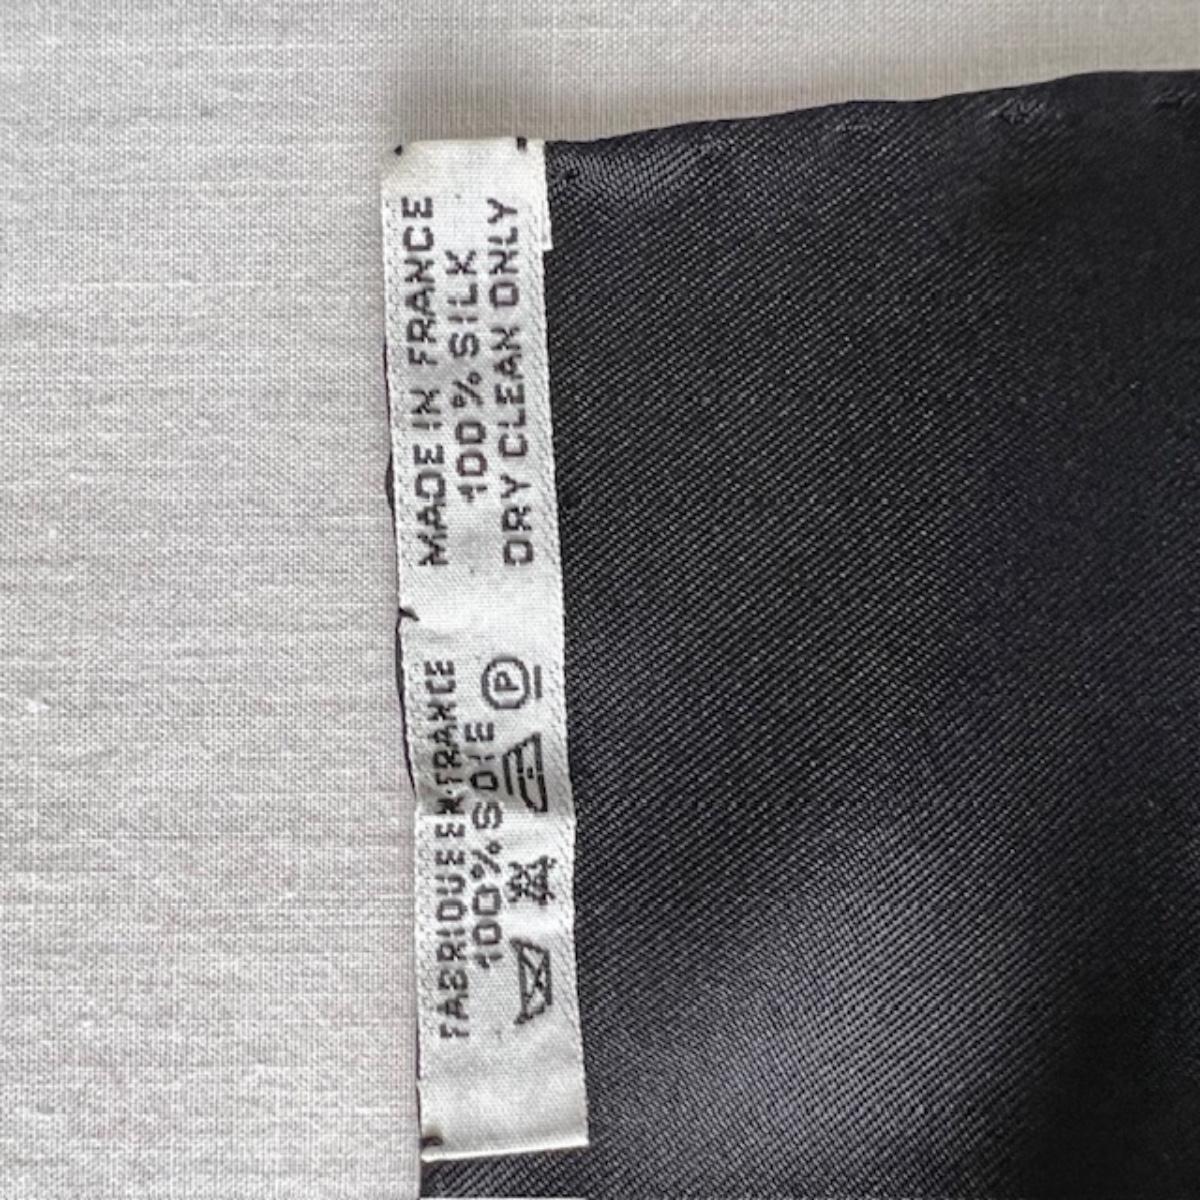 FABRIQUE EN FRANCE
100% SOIE
P
MADE IN FRANCE
100% SILK
DRY CLEAN ONLY